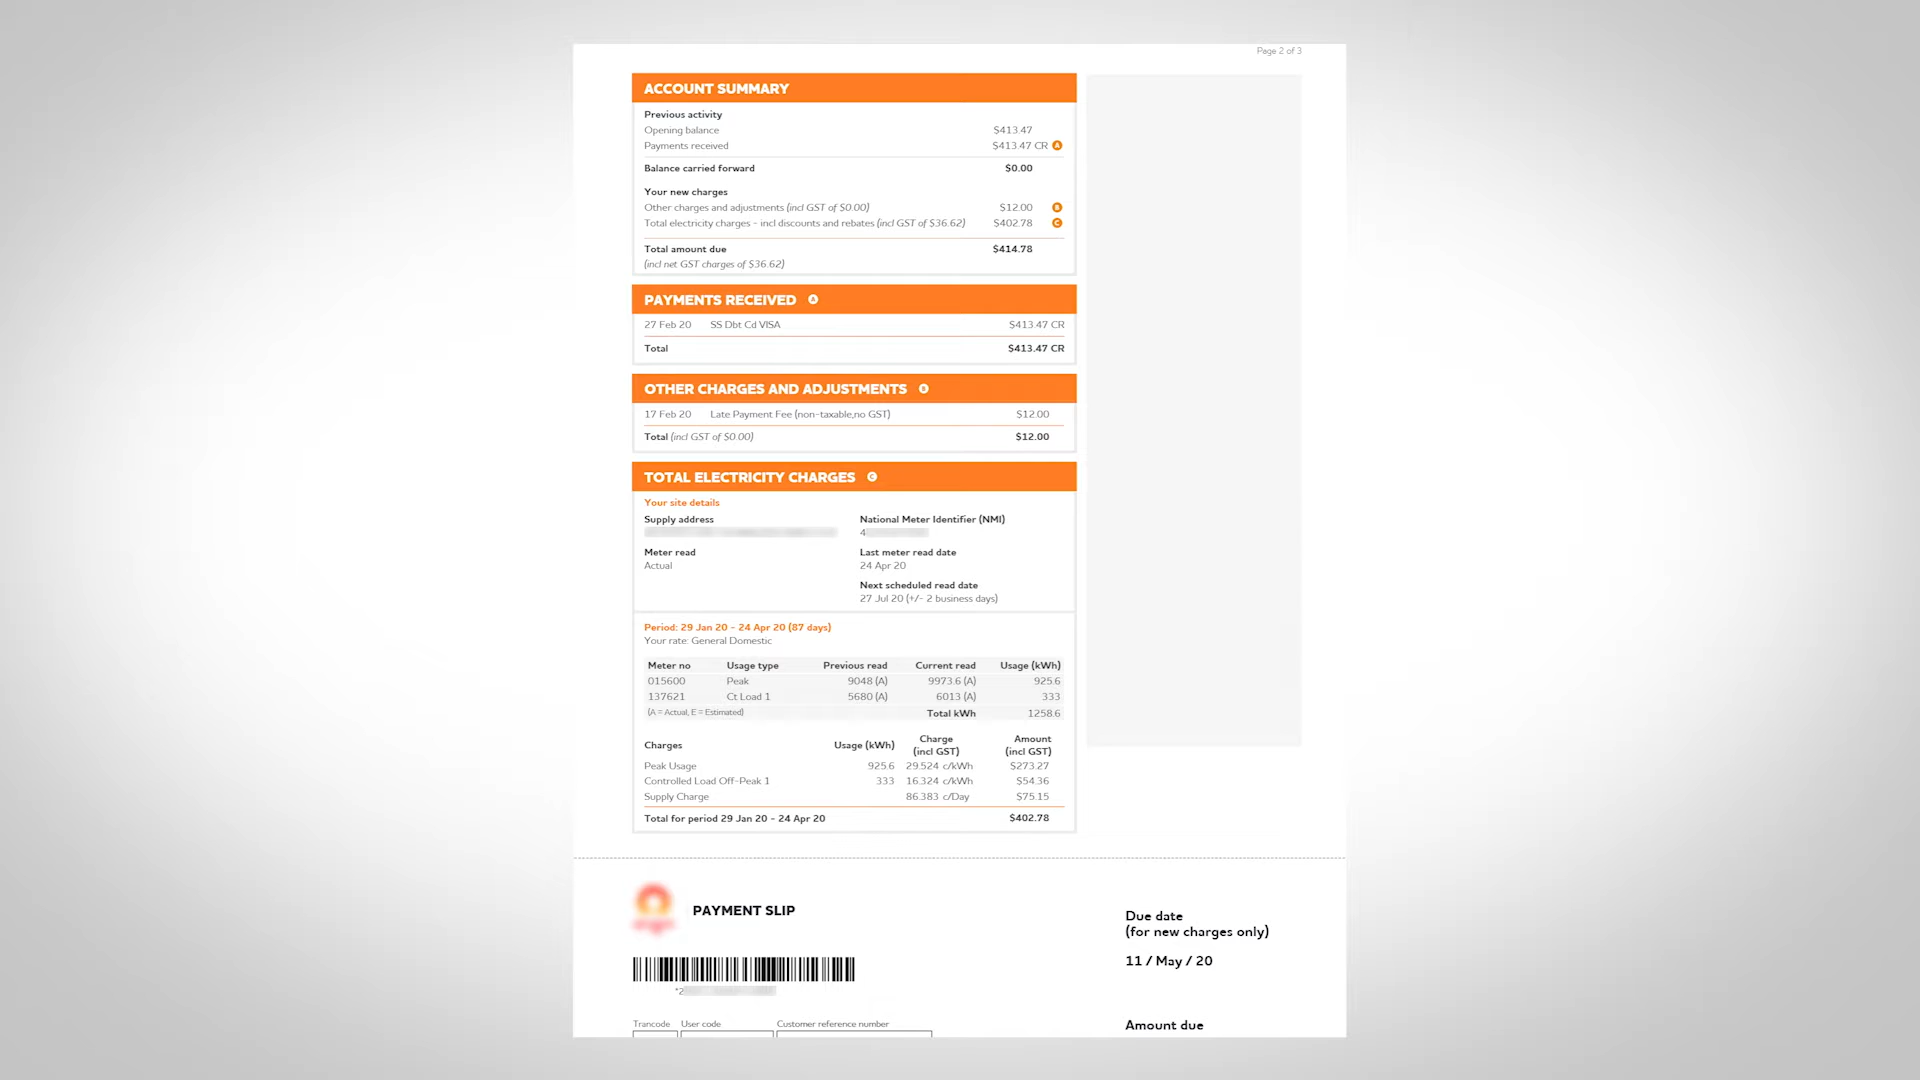 Page 2 of 3
ACCOUNT SUMMARY
Previous activity
Opening balance $413.47
Payments received $413.47 CR A
Balance carried forward $0.00
Your new charges
Other charges and adjustments (incl GST of $0.00) $12.00 B
Total electricity charges - incl discounts and rebates (incl GST of $36.62) $402.78 C
Total amount due $414.78
(incl net GST charges of $36.62)
PAYMENTS RECEIVED A
27 Feb 20 SS Dbt Cd VISA $413.47 CR
Total $413.47 CR
OTHER CHARGES AND ADJUSTMENTS B
17 Feb 20 Late Payment Fee (non-taxable,no GST) $12.00
Total (incl GST of $0.00) $12.00
TOTAL ELECTRICITY CHARGES C
Your site details
Supply address National Meter Identifier (NMI)
4
Meter read Last meter read date
Actual 24 Apr 20
Next scheduled read date
27 Jul 20 (+/- 2 business days)
Period: 29 Jan 20 - 24 Apr 20 (87 days)
Your rate: General Domestic
Meter no Usage type Previous read Current read Usage (kWh)
015600 Peak 9048 (A) 9973.6 (A) 925.6
137621 Ct Load 1 5680 (A) 6013 (A) 333
(A = Actual, E = Estimated) Total kWh 1258.6
Charges Usage (kWh) Charge (incl GST) Amount (incl GST)
Peak Usage 925.6 29.524 c/kWh $273.27
Controlled Load Off-Peak 1 333 16.324 c/kWh $54.36
Supply Charge 86.383 c/Day $75.15
Total for period 29 Jan 20 - 24 Apr 20 $402.78
PAYMENT SLIP
Due date
(for new charges only)
11 / May / 20
*2
Trancode User code Customer reference number
Amount due